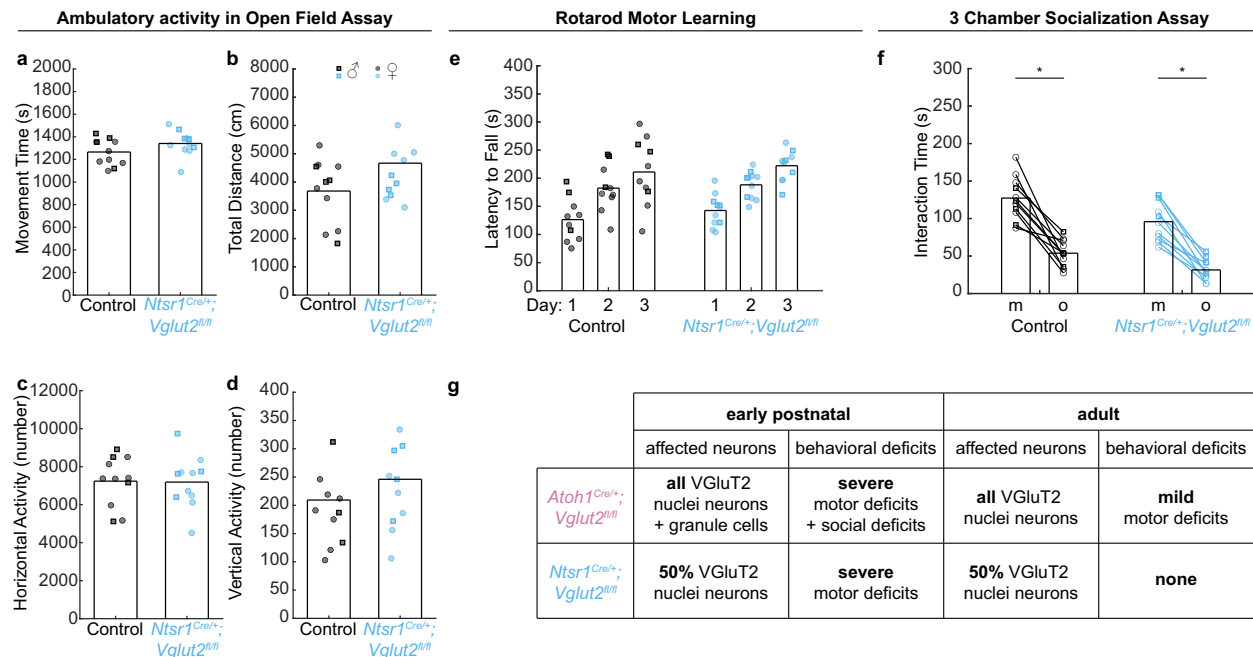 Ambulatory activity in Open Field Assay
Rotarod Motor Learning
3 Chamber Socialization Assay
a
Movement Time (s)
2000
1800
1600
1400
1200
1000
800
600
400
200
0
Control
Ntsr1Cre/+;
Vglut2fl/fl
b
Total Distance (cm)
8000
7000
6000
5000
4000
3000
2000
1000
0
♂ ♀
Control
Ntsr1Cre/+;
Vglut2fl/fl
e
Latency to Fall (s)
400
350
300
250
200
150
100
50
0
Day: 1 2 3 1 2 3
Control
Ntsr1Cre/+;Vglut2fl/fl
f
Interaction Time (s)
300
250
200
150
100
50
0
* *
m o m o
Control
Ntsr1Cre/+;Vglut2fl/fl
c
Horizontal Activity (number)
12000
10000
8000
6000
4000
2000
0
Control
Ntsr1Cre/+;
Vglut2fl/fl
d
Vertical Activity (number)
400
350
300
250
200
150
100
50
0
Control
Ntsr1Cre/+;
Vglut2fl/fl
g
early postnatal
adult
affected neurons
behavioral deficits
affected neurons
behavioral deficits
Atoh1Cre/+;
Vglut2fl/fl
all VGluT2
nuclei neurons
+ granule cells
severe
motor deficits
+ social deficits
all VGluT2
nuclei neurons
mild
motor deficits
Ntsr1Cre/+;
Vglut2fl/fl
50% VGluT2
nuclei neurons
severe
motor deficits
50% VGluT2
nuclei neurons
none